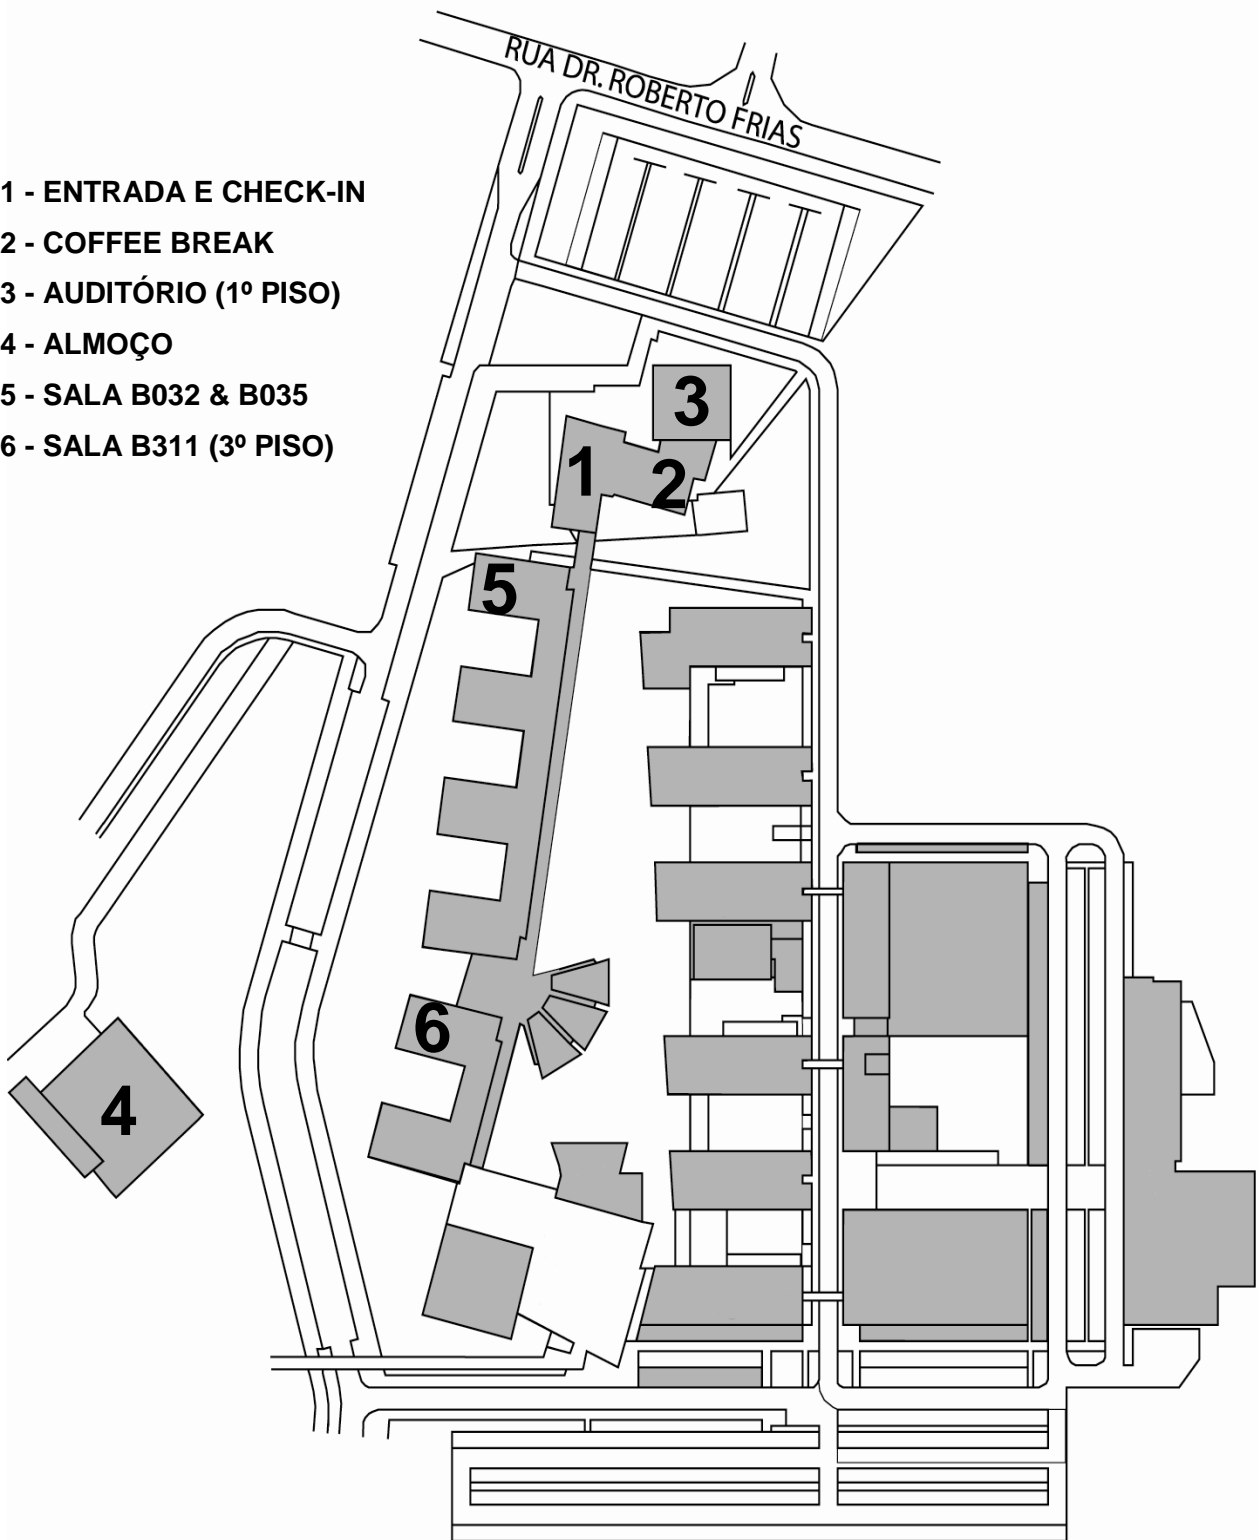 RUA DR. ROBERTO FRIAS
1 - ENTRADA E CHECK-IN
2 - COFFEE BREAK
3 - AUDITÓRIO (1º PISO)
4 - ALMOÇO
5 - SALA B032 & B035
6 - SALA B311 (3º PISO)
3
1
2
5
6
4